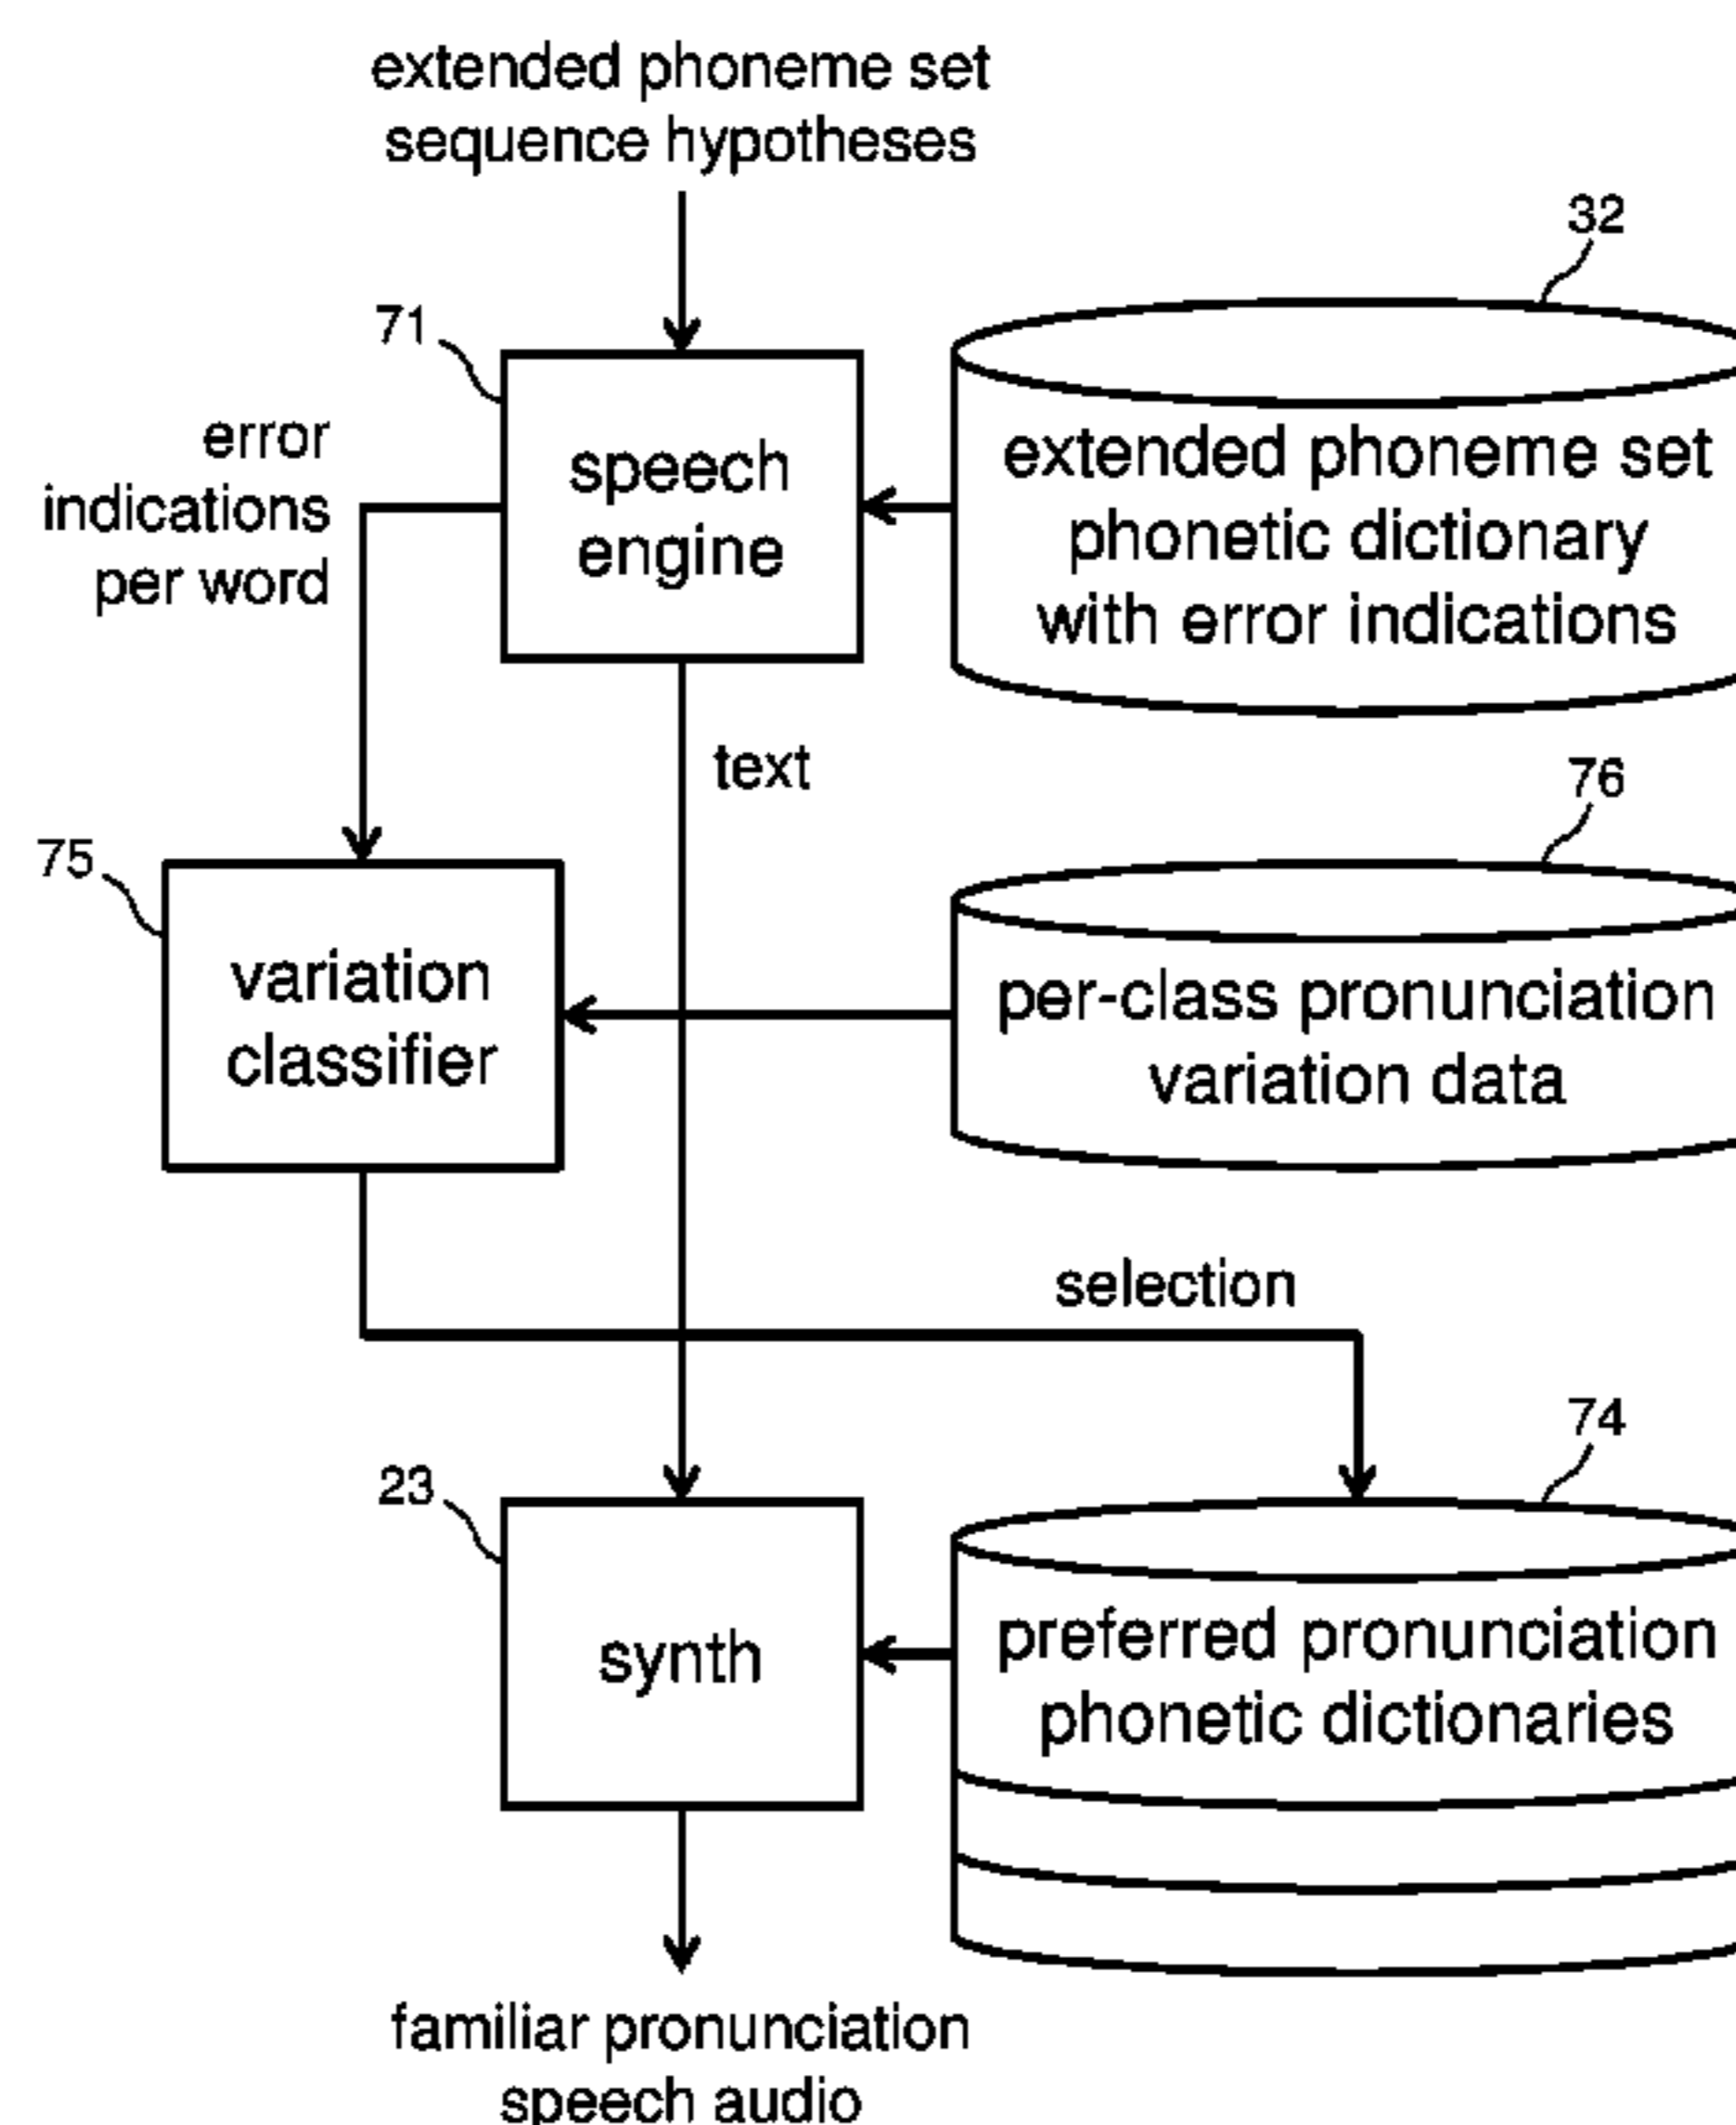 extended phoneme set
sequence hypotheses
32
71
error
indications
per word
speech
engine
extended phoneme set
phonetic dictionary
with error indications
text
76
75
variation
classifier
per-class pronunciation
variation data
selection
74
23
synth
preferred pronunciation
phonetic dictionaries
familiar pronunciation
speech audio